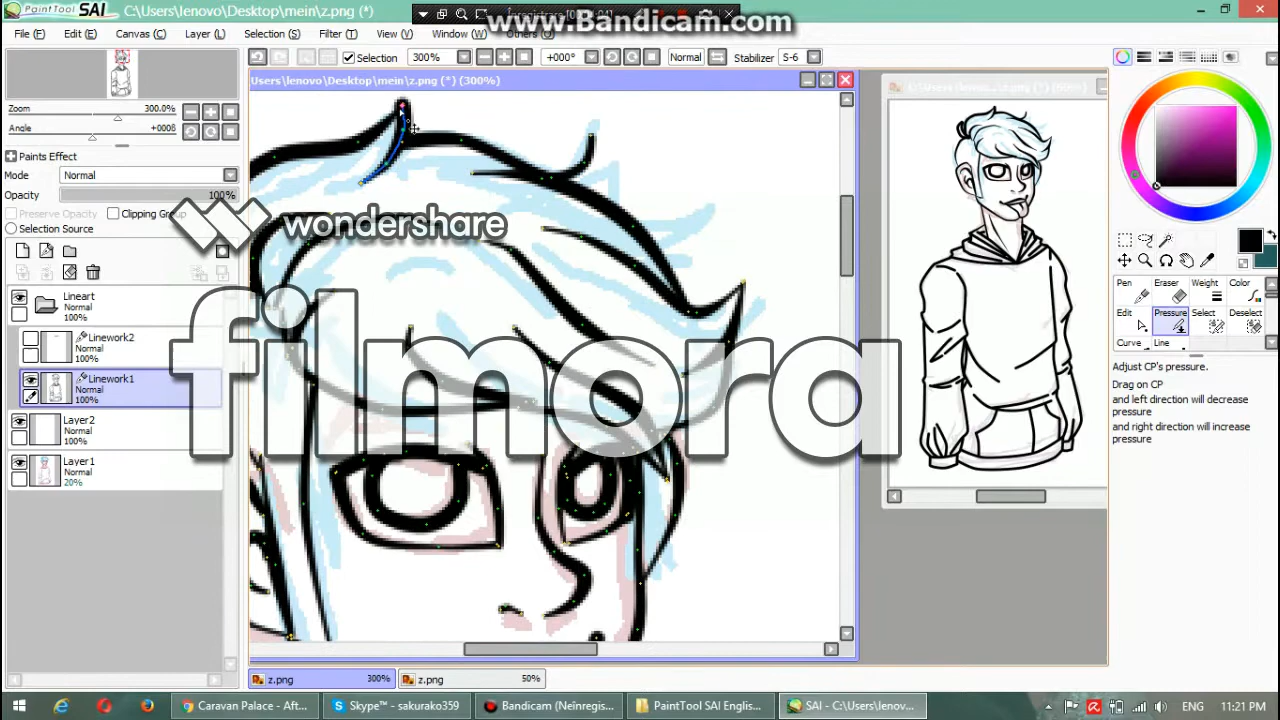 PaintTool SAI C:\Users\lenovo\Desktop\mein\z.png (*)
www.Bandicam.com
File (F) Edit (E) Canvas (C) Layer (L) Selection (S) Filter (T) View (V) Window (W) Others (O)
Selection 300% +000° Normal Stabilizer S-6
Users\lenovo\Desktop\mein\z.png (*) (300%)
Zoom 300.0%
Angle +000δ
Paints Effect
Mode Normal
Opacity 100%
Preserve Opacity Clipping Group
Selection Source
wondershare
filmora
Lineart
Normal
Linework2
Normal
100%
Linework1
Normal
100%
Layer2
Normal
100%
Layer1
Normal
20%
Pen Eraser Weight Color
Edit Pressure Select Deselect
Curve Line
Adjust CP's pressure.
Drag on CP
and left direction will decrease
pressure
and right direction will increase
pressure
z.png 300% z.png 50%
Caravan Palace - Aft... Skype™ - sakurako359 Bandicam (Neînregis... PaintTool SAI Englis... SAI - C:\Users\lenovo... ENG 11:21 PM